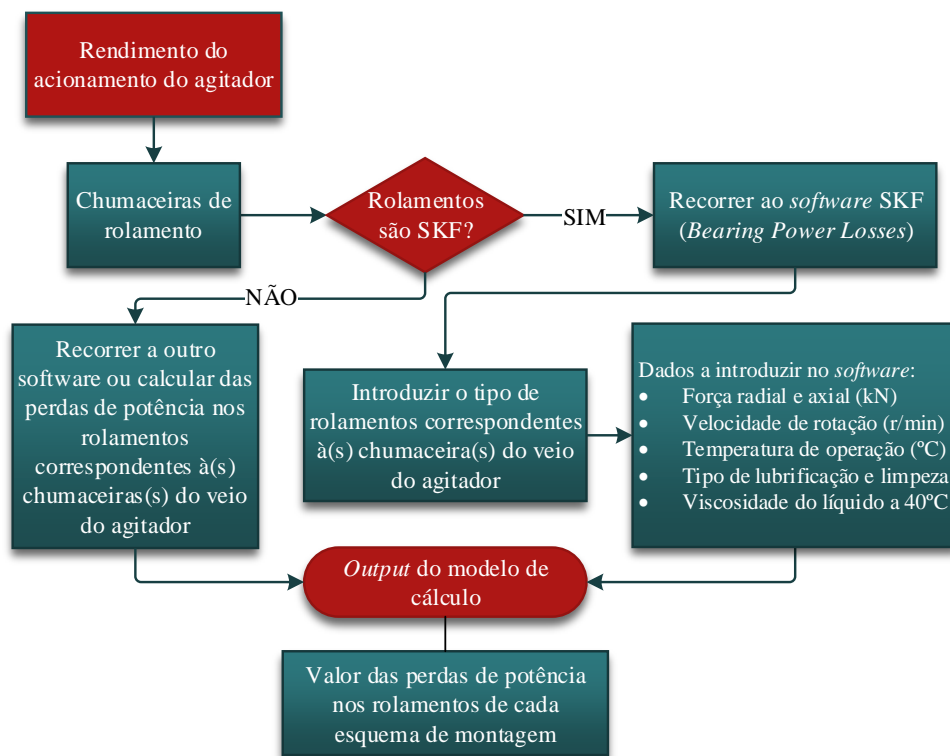 Rendimento do
acionamento do agitador
Chumaceiras de
rolamento
Rolamentos
são SKF?
SIM
Recorrer ao software SKF
(Bearing Power Losses)
NÃO
Recorrer a outro
software ou calcular das
perdas de potência nos
rolamentos
correspondentes à(s)
chumaceiras(s) do veio
do agitador
Introduzir o tipo de
rolamentos correspondentes
à(s) chumaceira(s) do veio
do agitador
Dados a introduzir no software:
• Força radial e axial (kN)
• Velocidade de rotação (r/min)
• Temperatura de operação (ºC)
• Tipo de lubrificação e limpeza
• Viscosidade do líquido a 40ºC
Output do modelo de
cálculo
Valor das perdas de potência
nos rolamentos de cada
esquema de montagem